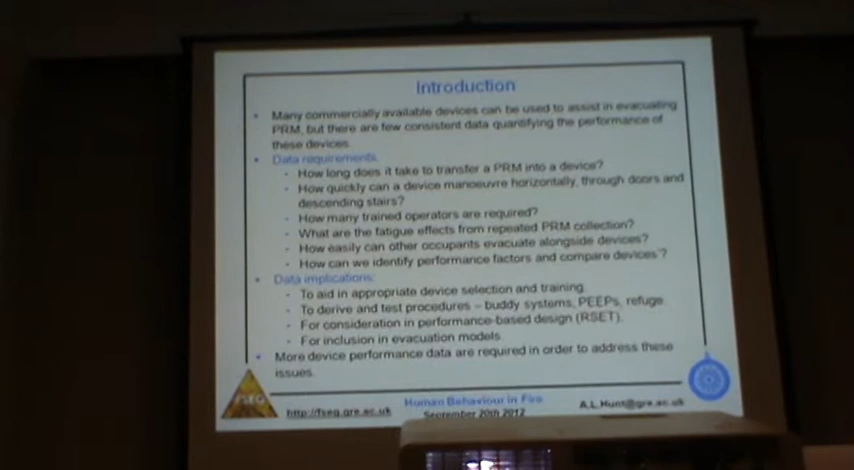 Introduction
Many commercially available devices can be used to assist in evacuating
PRM, but there are few consistent data quantifying the performance of
these devices.
Data requirements:
- How long does it take to transfer a PRM into a device?
- How quickly can a device manoeuvre horizontally, through doors and
descending stairs?
- How many trained operators are required?
- What are the fatigue effects from repeated PRM collection?
- How easily can other occupants evacuate alongside devices?
- How can we identify performance factors and compare devices?
Data implications:
- To aid in appropriate device selection and training.
- To derive and test procedures – buddy systems, PEEPs, refuge.
- For consideration in performance-based design (RSET).
- For inclusion in evacuation models.
More device performance data are required in order to address these
issues.
FSEG
http://fseg.gre.ac.uk
Human Behaviour in Fire
September 20th 2012
A.L.Hunt@gre.ac.uk